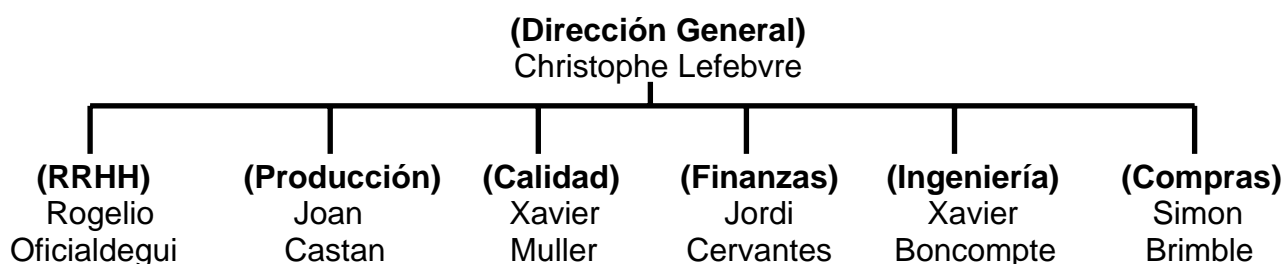 (Dirección General)
Christophe Lefebvre
(RRHH)
Rogelio
Oficialdegui
(Producción)
Joan
Castan
(Calidad)
Xavier
Muller
(Finanzas)
Jordi
Cervantes
(Ingeniería)
Xavier
Boncompte
(Compras)
Simon
Brimble